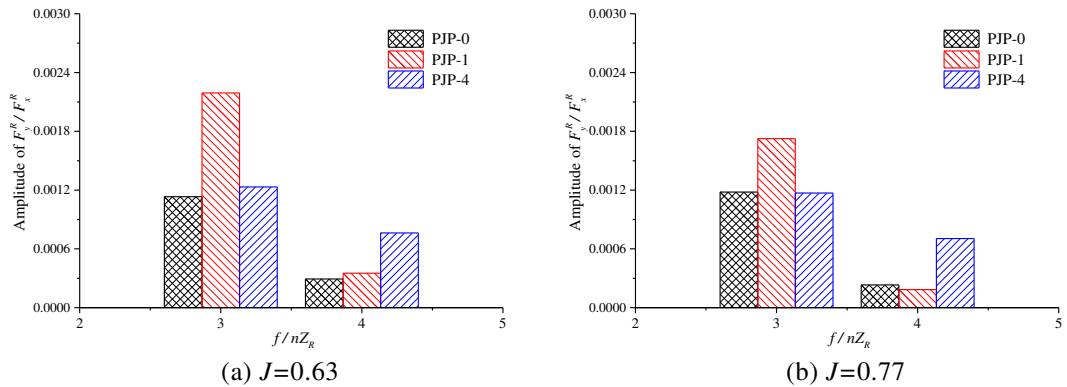 0.0030
0.0024
0.0018
0.0012
0.0006
0.0000
Amplitude of F_y^R / F_x^R
PJP-0
PJP-1
PJP-4
2
3
4
5
f / nZ_R
(a) J=0.63
0.0030
0.0024
0.0018
0.0012
0.0006
0.0000
Amplitude of F_y^R / F_x^R
PJP-0
PJP-1
PJP-4
2
3
4
5
f / nZ_R
(b) J=0.77